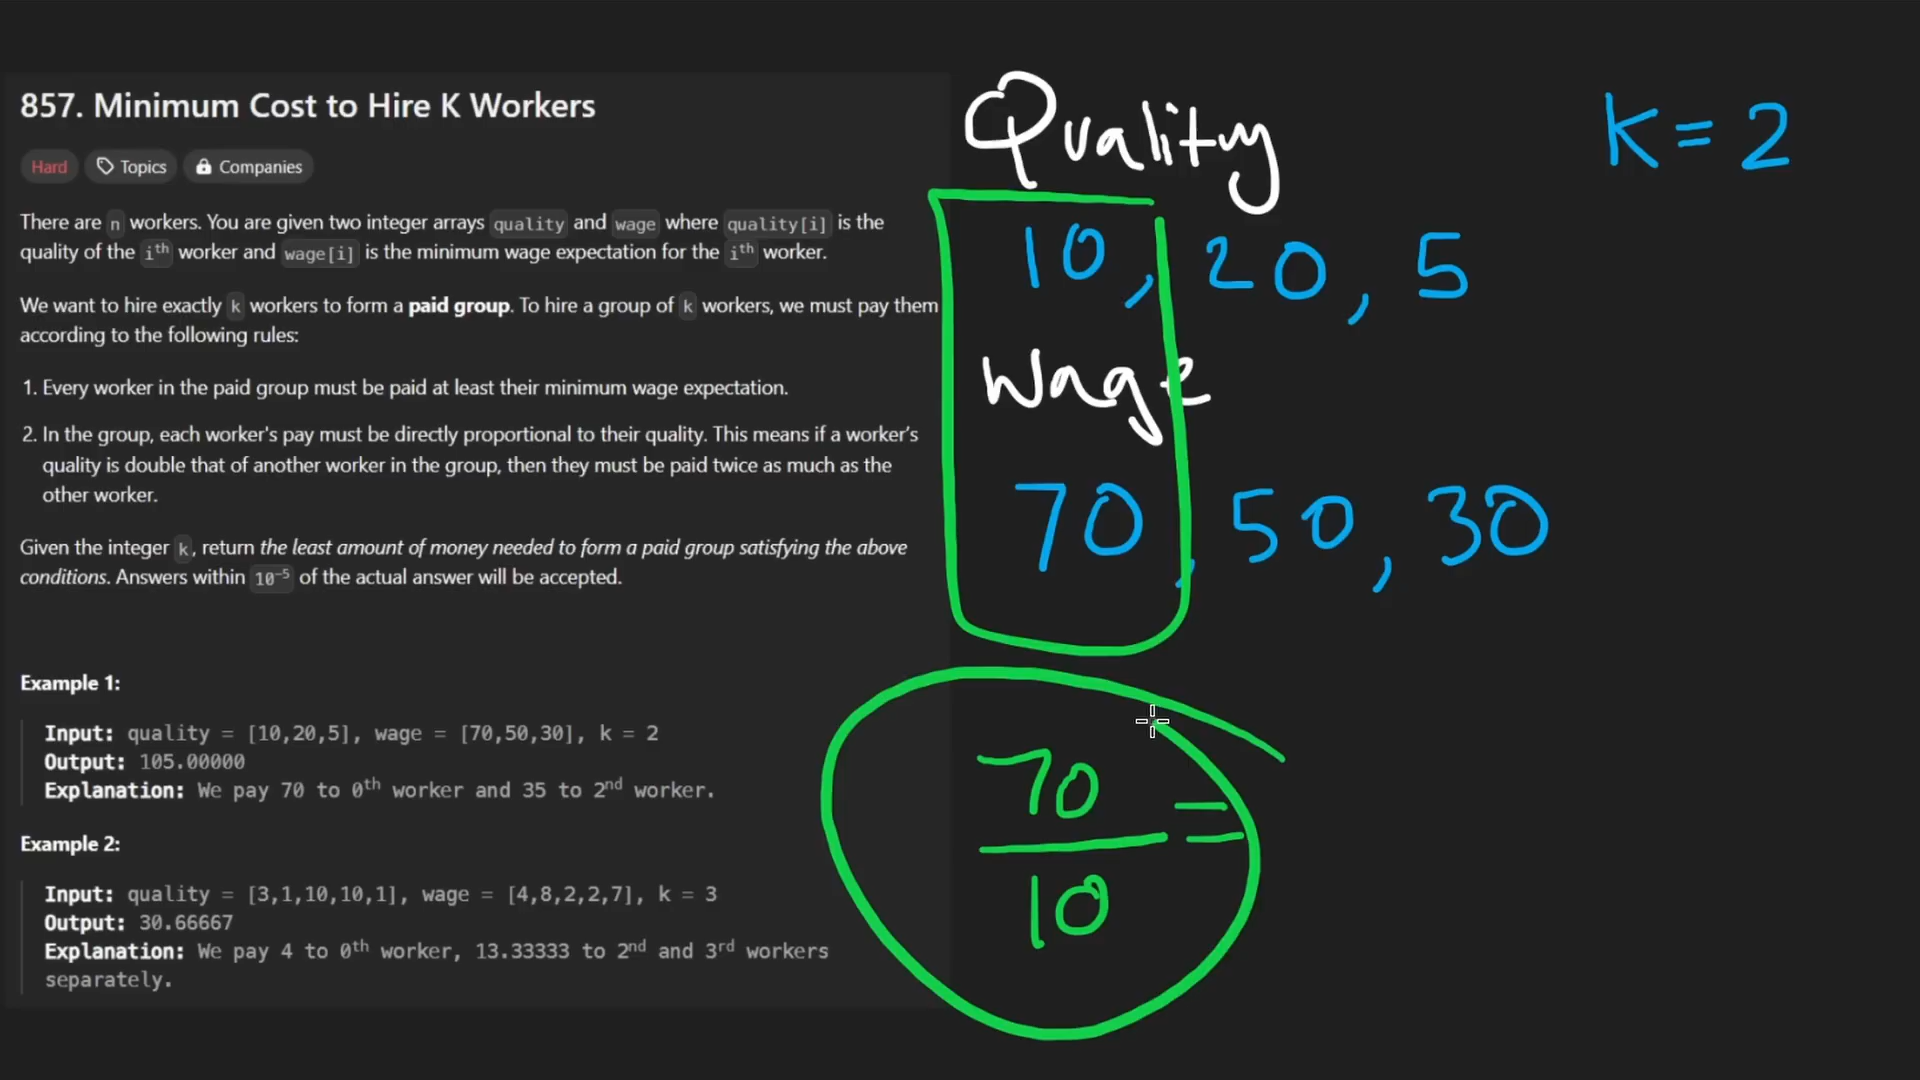 857. Minimum Cost to Hire K Workers
Hard Topics Companies
There are n workers. You are given two integer arrays quality and wage where quality[i] is the
quality of the iᵗʰ worker and wage[i] is the minimum wage expectation for the iᵗʰ worker.
We want to hire exactly k workers to form a paid group. To hire a group of k workers, we must pay them
according to the following rules:
1. Every worker in the paid group must be paid at least their minimum wage expectation.
2. In the group, each worker's pay must be directly proportional to their quality. This means if a worker's
quality is double that of another worker in the group, then they must be paid twice as much as the
other worker.
Given the integer k, return the least amount of money needed to form a paid group satisfying the above
conditions. Answers within 10⁻⁵ of the actual answer will be accepted.
Example 1:
Input: quality = [10,20,5], wage = [70,50,30], k = 2
Output: 105.00000
Explanation: We pay 70 to 0ᵗʰ worker and 35 to 2ⁿᵈ worker.
Example 2:
Input: quality = [3,1,10,10,1], wage = [4,8,2,2,7], k = 3
Output: 30.66667
Explanation: We pay 4 to 0ᵗʰ worker, 13.33333 to 2ⁿᵈ and 3ʳᵈ workers
separately.
Quality
K = 2
10, 20, 5
Wage
70, 50, 30
70
=
10